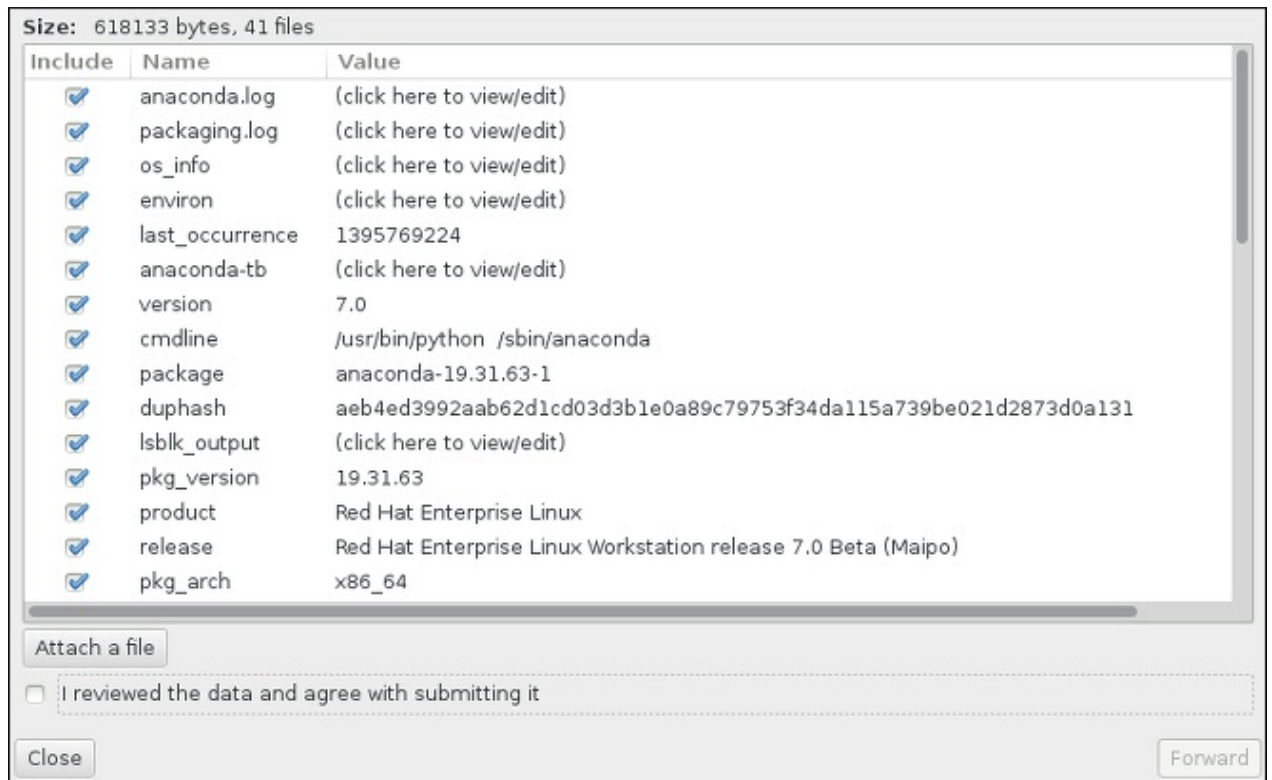 Size: 618133 bytes, 41 files
Include Name Value
anaconda.log (click here to view/edit)
packaging.log (click here to view/edit)
os_info (click here to view/edit)
environ (click here to view/edit)
last_occurrence 1395769224
anaconda-tb (click here to view/edit)
version 7.0
cmdline /usr/bin/python /sbin/anaconda
package anaconda-19.31.63-1
duphash aeb4ed3992aab62d1cd03d3b1e0a89c79753f34da115a739be021d2873d0a131
lsblk_output (click here to view/edit)
pkg_version 19.31.63
product Red Hat Enterprise Linux
release Red Hat Enterprise Linux Workstation release 7.0 Beta (Maipo)
pkg_arch x86_64
Attach a file
I reviewed the data and agree with submitting it
Close Forward